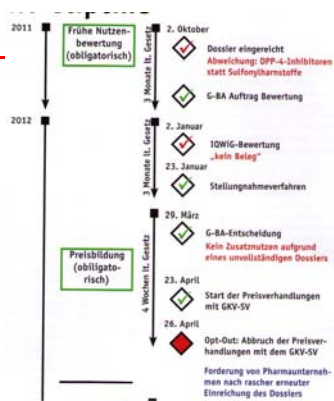 2011
Frühe Nutzen-
bewertung
(obligatorisch)
3 Monate lt. Gesetz
2. Oktober
Dossier eingereicht
Abweichung: DPP-4-Inhibitoren
statt Sulfonylharnstoffe
G-BA Auftrag Bewertung
2012
3 Monate lt. Gesetz
2. Januar
IQWiG-Bewertung
„kein Beleg"
23. Januar
Stellungnahmeverfahren
29. März
G-BA-Entscheidung
Kein Zusatznutzen aufgrund
eines unvollständigen Dossiers
Preisbildung
(obiligato-
risch)
4 Wochen lt. Gesetz
23. April
Start der Preisverhandlungen
mit GKV-SV
26. April
Opt-Out: Abbruch der Preisver-
handlungen mit dem GKV-SV
Forderung von Pharmaunterneh-
men nach rascher erneuter
Einreichung des Dossiers